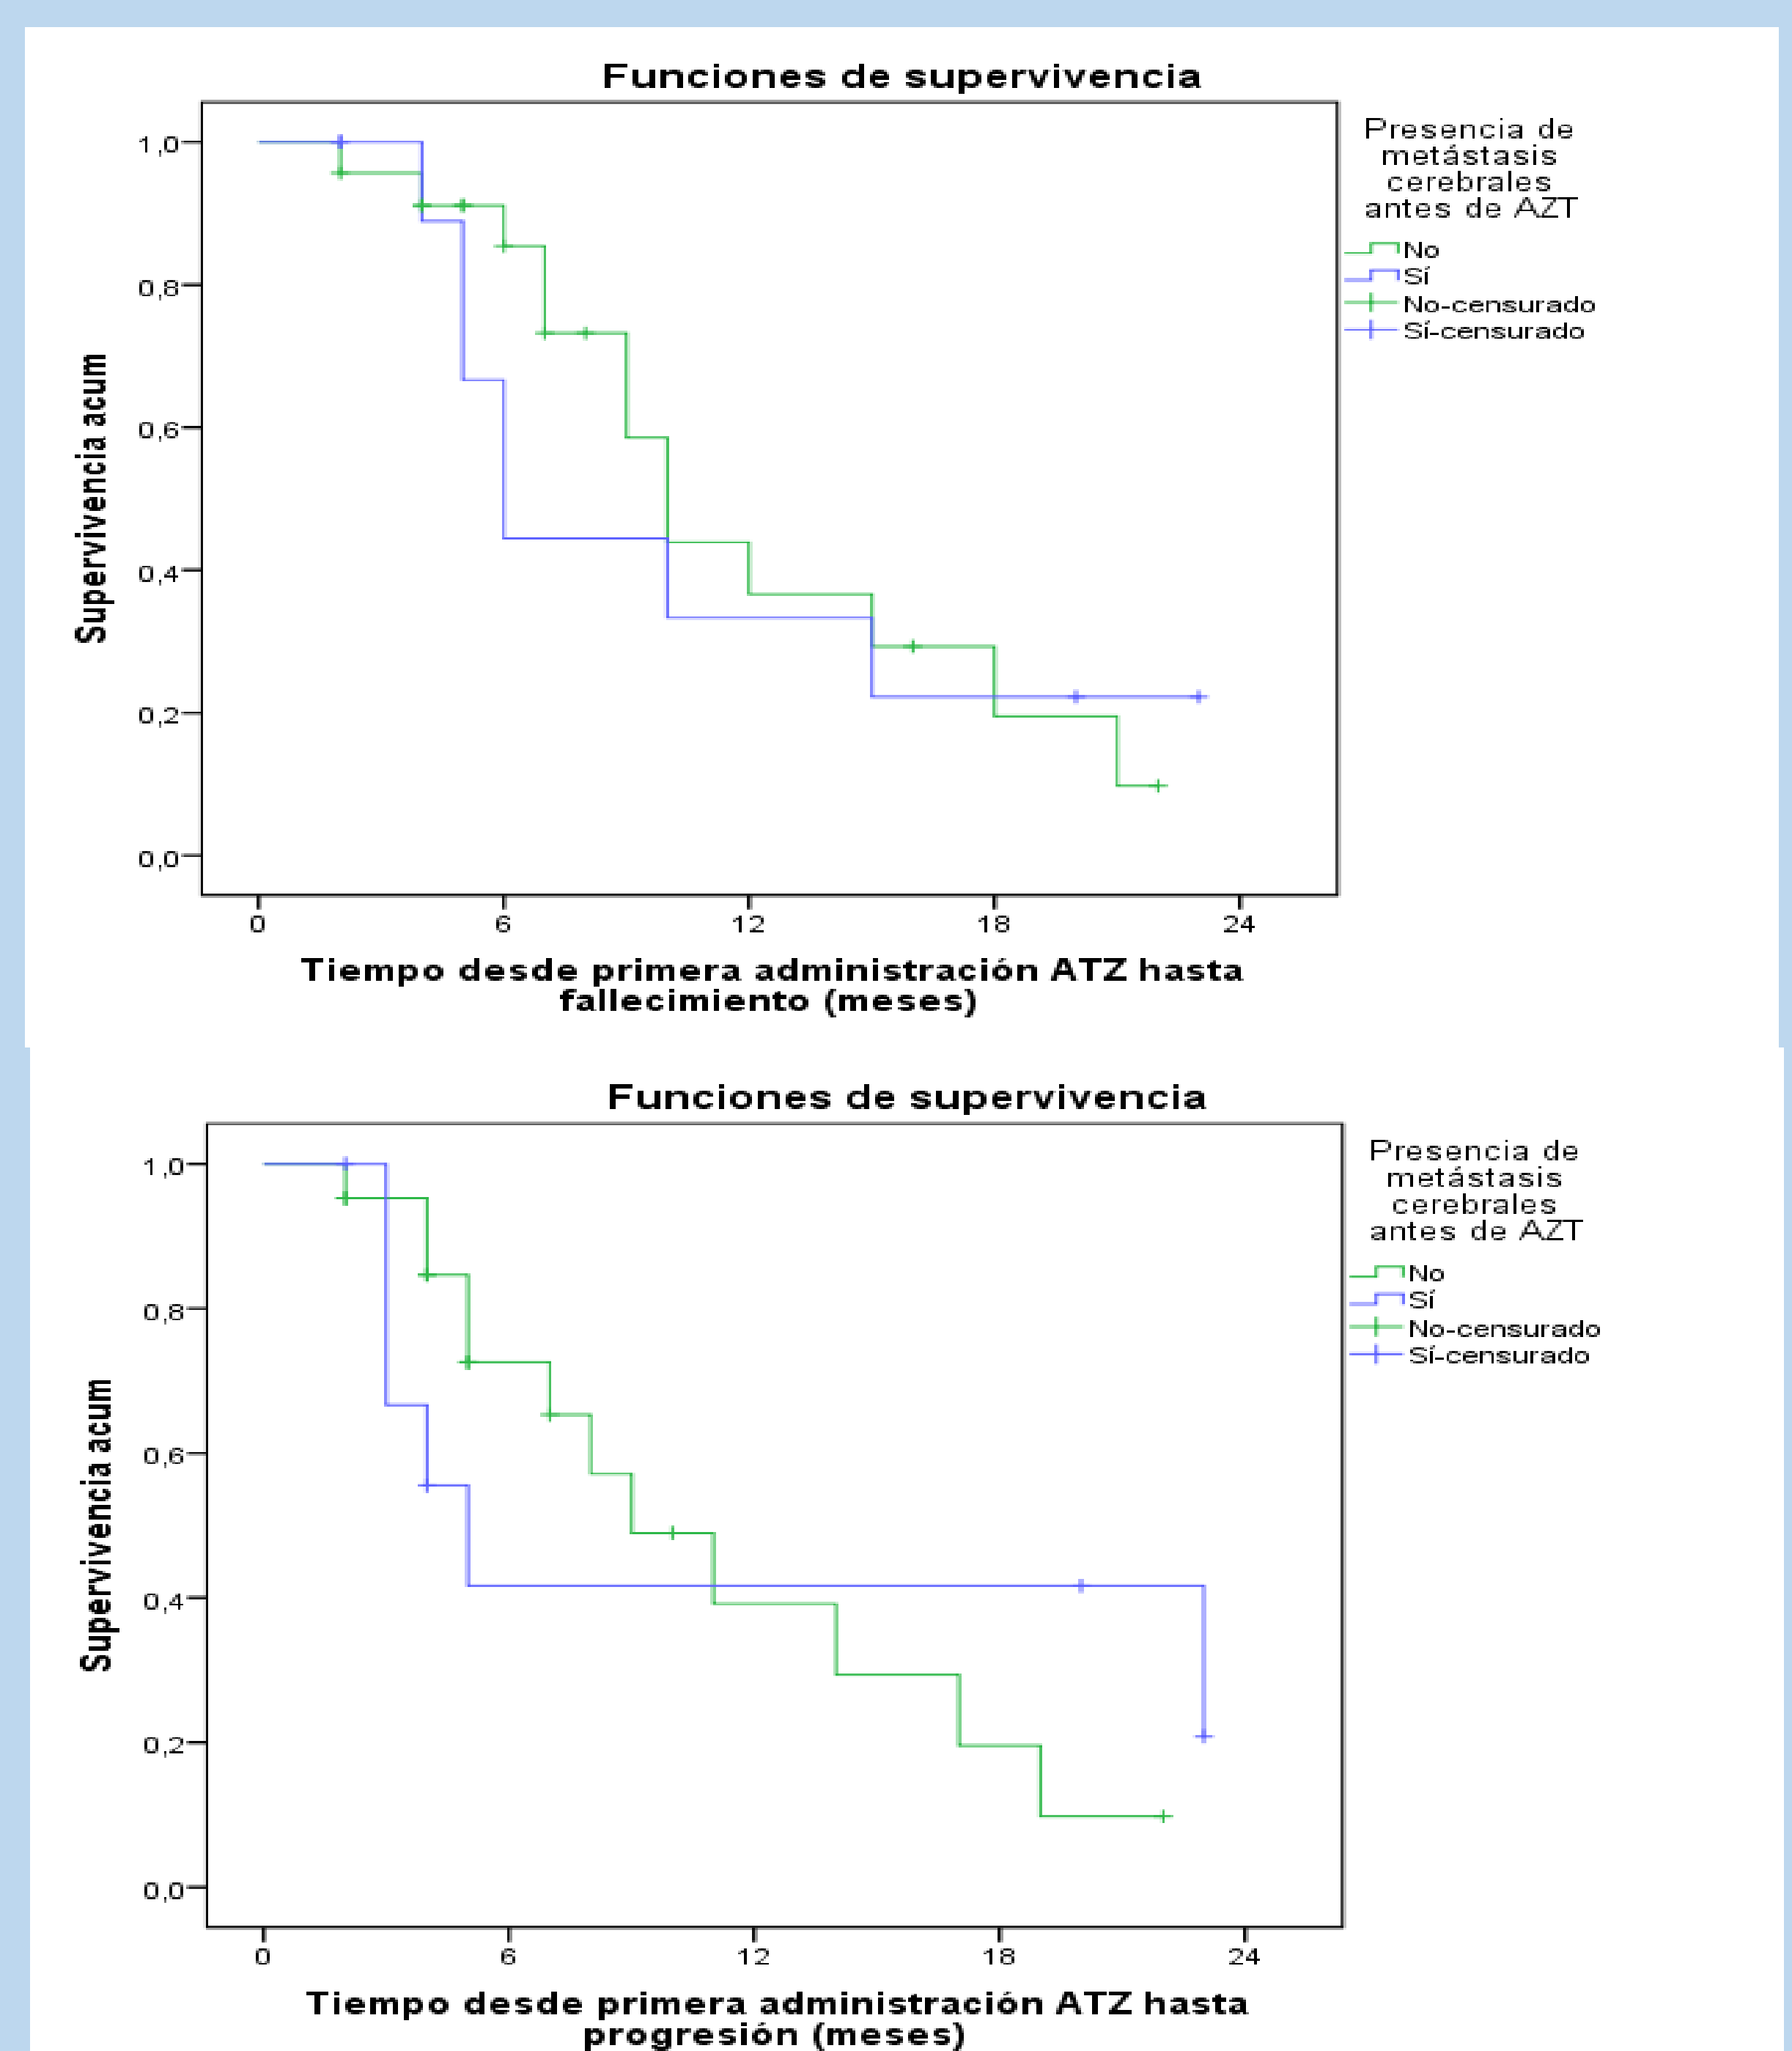 Funciones de supervivencia
Supervivencia acum
1,0
0,8
0,6
0,4
0,2
0,0
0
6
12
18
24
Tiempo desde primera administración ATZ hasta
fallecimiento (meses)
Presencia de
metástasis
cerebrales
antes de AZT
No
Sí
No-censurado
Sí-censurado
Funciones de supervivencia
Supervivencia acum
1,0
0,8
0,6
0,4
0,2
0,0
0
6
12
18
24
Tiempo desde primera administración ATZ hasta
progresión (meses)
Presencia de
metástasis
cerebrales
antes de AZT
No
Sí
No-censurado
Sí-censurado